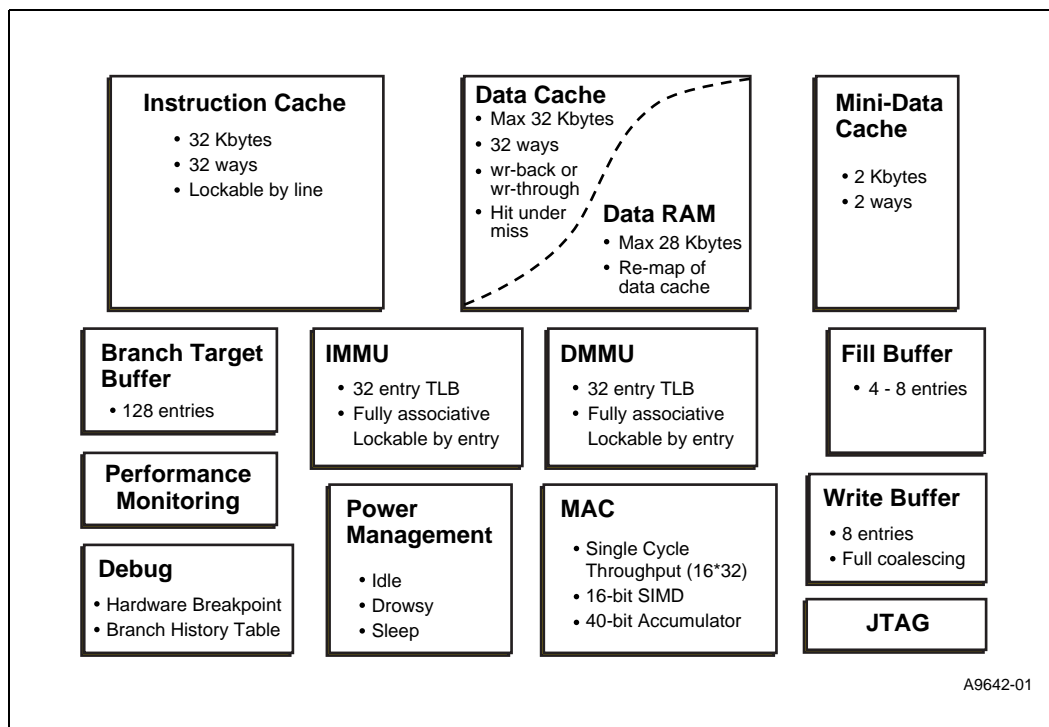 Instruction Cache
• 32 Kbytes
• 32 ways
• Lockable by line
Data Cache
• Max 32 Kbytes
• 32 ways
• wr-back or
wr-through
• Hit under
miss
Data RAM
• Max 28 Kbytes
• Re-map of
data cache
Mini-Data
Cache
• 2 Kbytes
• 2 ways
Branch Target
Buffer
• 128 entries
IMMU
• 32 entry TLB
• Fully associative
Lockable by entry
DMMU
• 32 entry TLB
• Fully associative
Lockable by entry
Fill Buffer
• 4 - 8 entries
Performance
Monitoring
Power
Management
• Idle
• Drowsy
• Sleep
MAC
• Single Cycle
Throughput (16*32)
• 16-bit SIMD
• 40-bit Accumulator
Write Buffer
• 8 entries
• Full coalescing
Debug
• Hardware Breakpoint
• Branch History Table
JTAG
A9642-01